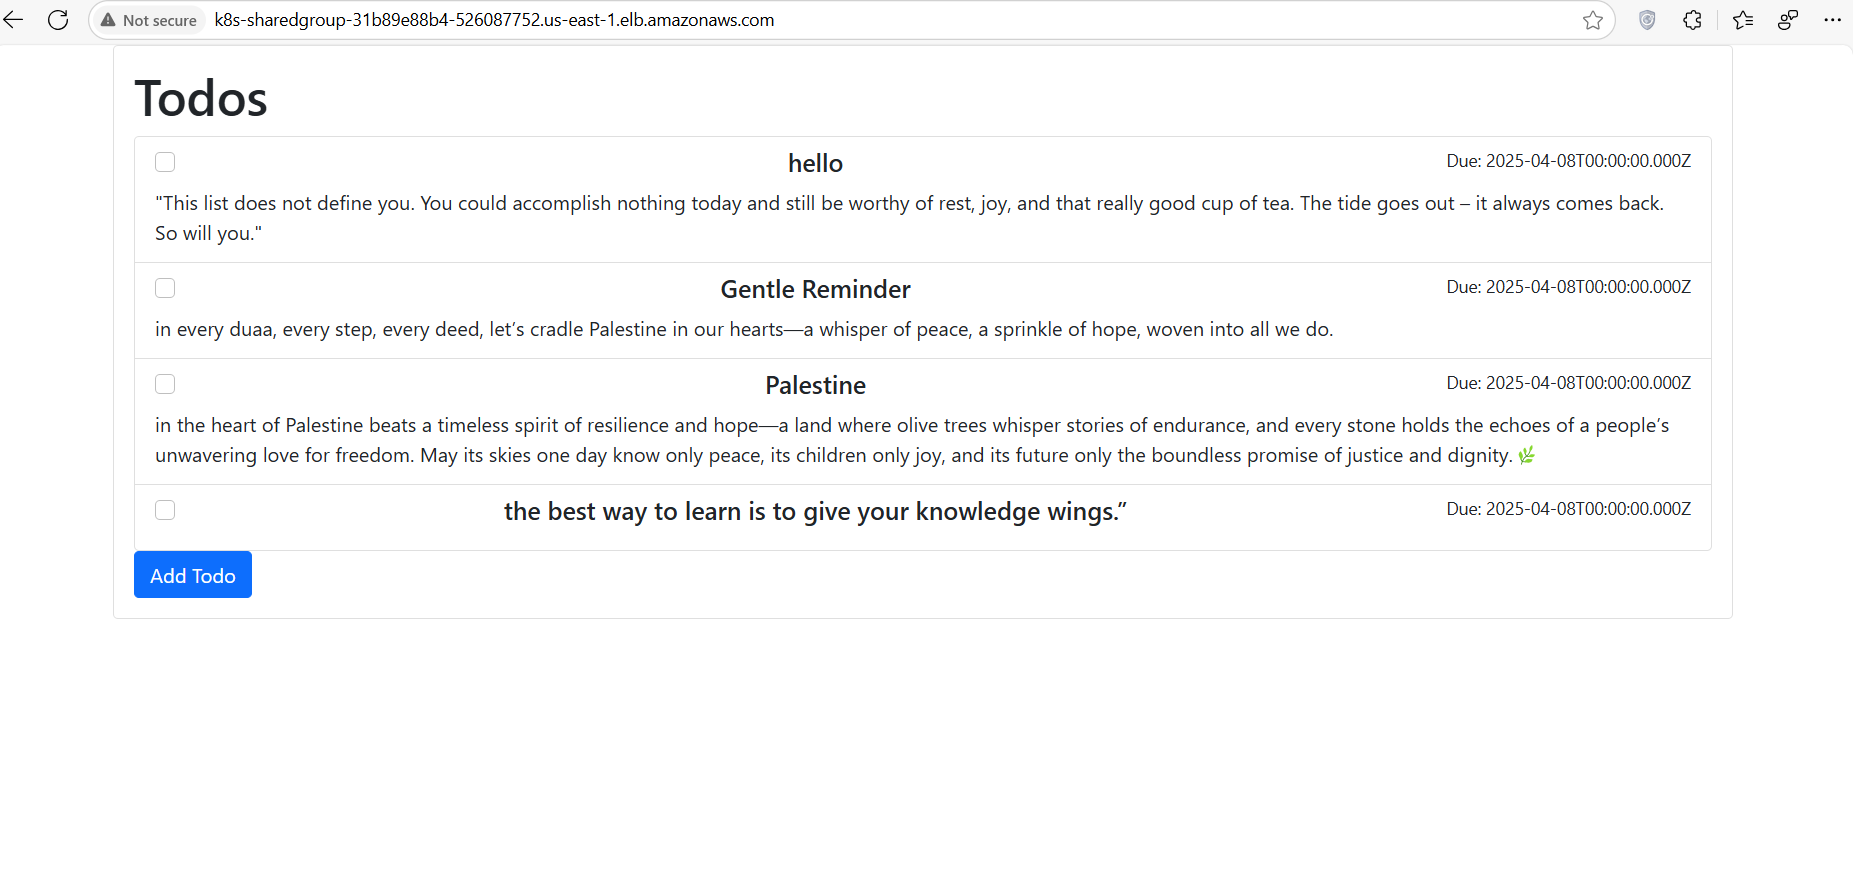 Not secure k8s-sharedgroup-31b89e88b4-526087752.us-east-1.elb.amazonaws.com
Todos
hello Due: 2025-04-08T00:00:00.000Z
"This list does not define you. You could accomplish nothing today and still be worthy of rest, joy, and that really good cup of tea. The tide goes out – it always comes back.
So will you."
Gentle Reminder Due: 2025-04-08T00:00:00.000Z
in every duaa, every step, every deed, let’s cradle Palestine in our hearts—a whisper of peace, a sprinkle of hope, woven into all we do.
Palestine Due: 2025-04-08T00:00:00.000Z
in the heart of Palestine beats a timeless spirit of resilience and hope—a land where olive trees whisper stories of endurance, and every stone holds the echoes of a people’s
unwavering love for freedom. May its skies one day know only peace, its children only joy, and its future only the boundless promise of justice and dignity. 🌿
the best way to learn is to give your knowledge wings.” Due: 2025-04-08T00:00:00.000Z
Add Todo